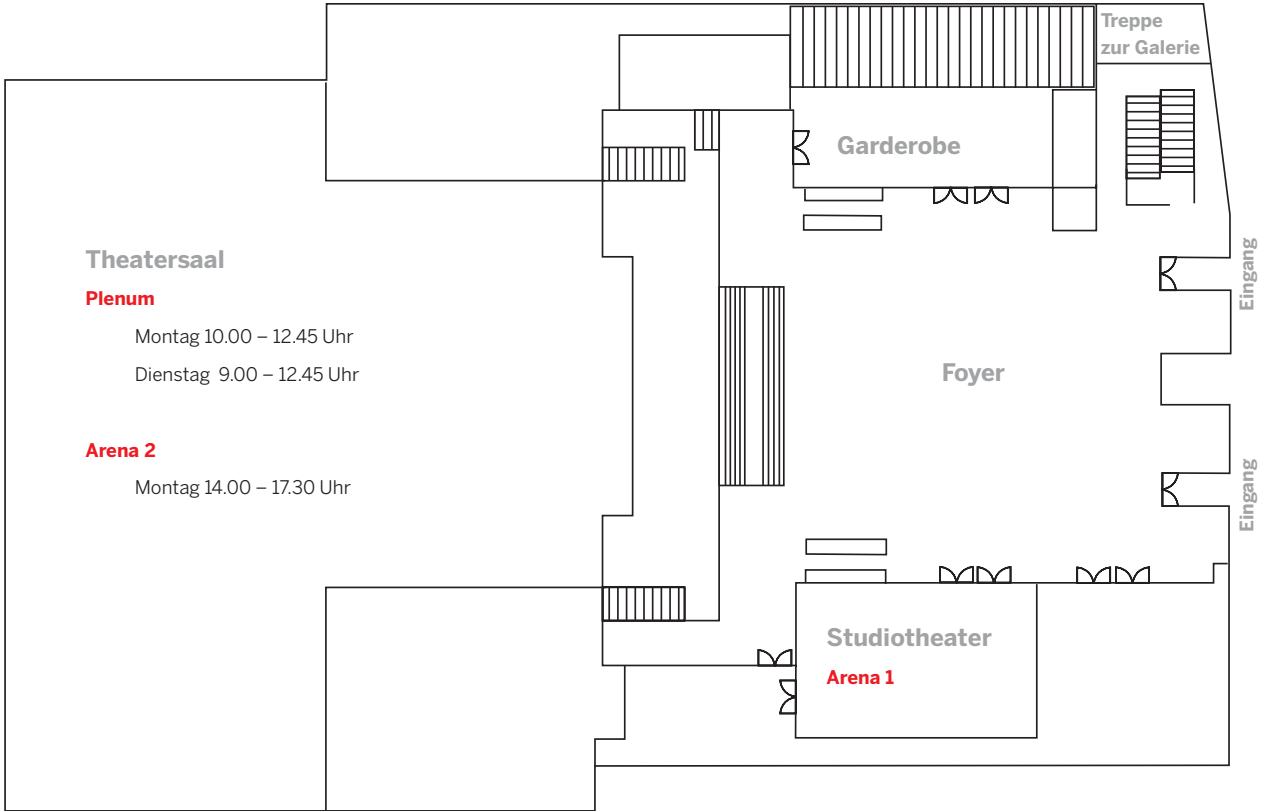 Treppe
zur Galerie
Garderobe
Theatersaal
Plenum
Montag 10.00 – 12.45 Uhr
Dienstag 9.00 – 12.45 Uhr
Arena 2
Montag 14.00 – 17.30 Uhr
Foyer
Eingang
Eingang
Studiotheater
Arena 1